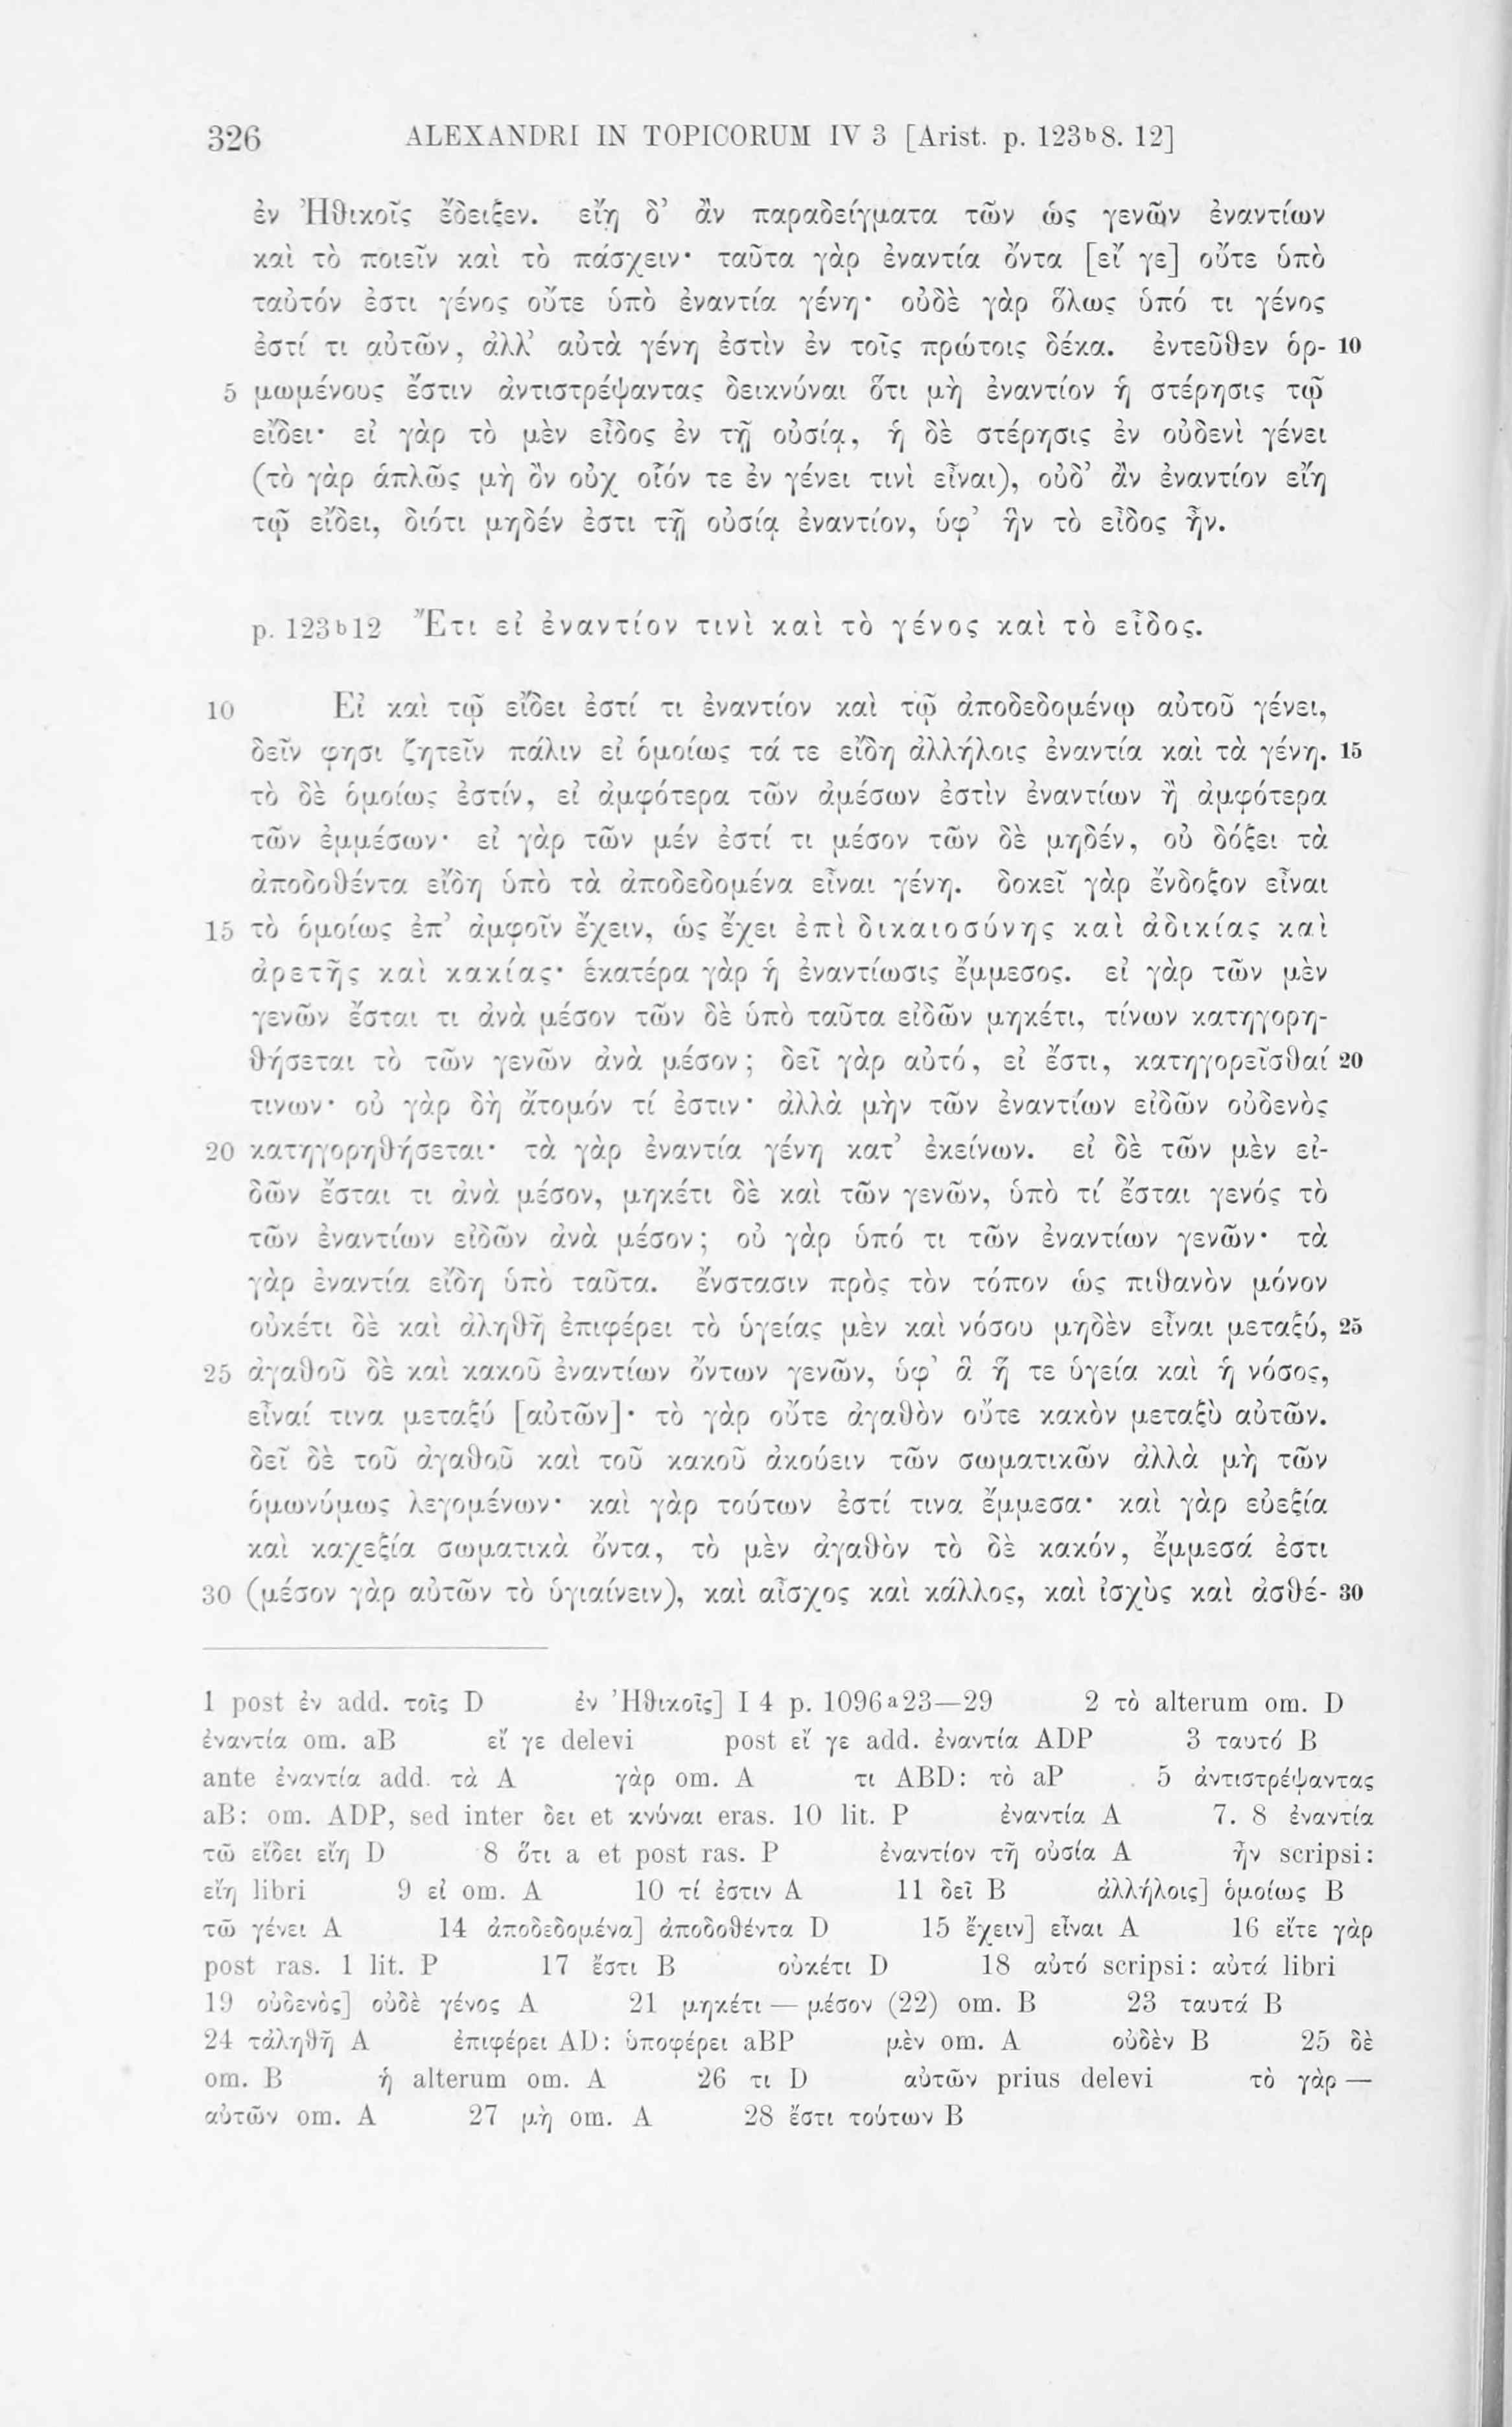 326 ALEXANDRI IN TOPICORUM IV 3 [Arist. p. 123b8. 12]
ἐν Ἠθικοῖς ἔδειξεν. εἴη δ’ ἂν παραδείγματα τῶν ὡς γενῶν ἐναντίων
καὶ τὸ ποιεῖν καὶ τὸ πάσχειν· ταῦτα γὰρ ἐναντία ὄντα [εἴ γε] οὔτε ὑπὸ
ταὐτόν ἐστι γένος οὔτε ὑπὸ ἐναντία γένη· οὐδὲ γὰρ ὅλως ὑπό τι γένος
ἐστί τι αὐτῶν, ἀλλ’ αὐτὰ γένη ἐστὶν ἐν τοῖς πρώτοις δέκα. ἐντεῦθεν ὁρ- 10
5 μωμένους ἔστιν ἀντιστρέψαντας δεικνύναι ὅτι μὴ ἐναντίον ἡ στέρησις τῷ
εἴδει· εἰ γὰρ τὸ μὲν εἶδος ἐν τῇ οὐσίᾳ, ἡ δὲ στέρησις ἐν οὐδενὶ γένει
(τὸ γὰρ ἁπλῶς μὴ ὂν οὐχ οἷόν τε ἐν γένει τινὶ εἶναι), οὐδ’ ἂν ἐναντίον εἴη
τῷ εἴδει, διότι μηδέν ἐστι τῇ οὐσίᾳ ἐναντίον, ὑφ’ ἣν τὸ εἶδος ἦν.
p. 123b12 Ἔτι εἰ ἐναντίον τινὶ καὶ τὸ γένος καὶ τὸ εἶδος.
10 Εἰ καὶ τῷ εἴδει ἐστί τι ἐναντίον καὶ τῷ ἀποδεδομένῳ αὐτοῦ γένει,
δεῖν φησι ζητεῖν πάλιν εἰ ὁμοίως τά τε εἴδη ἀλλήλοις ἐναντία καὶ τὰ γένη. 15
τὸ δὲ ὁμοίως ἐστίν, εἰ ἀμφότερα τῶν ἀμέσων ἐστὶν ἐναντίων ἢ ἀμφότερα
τῶν ἐμμέσων· εἰ γὰρ τῶν μέν ἐστί τι μέσον τῶν δὲ μηδέν, οὐ δόξει τὰ
ἀποδοθέντα εἴδη ὑπὸ τὰ ἀποδεδομένα εἶναι γένη. δοκεῖ γὰρ ἔνδοξον εἶναι
15 τὸ ὁμοίως ἐπ’ ἀμφοῖν ἔχειν, ὡς ἔχει ἐπὶ δικαιοσύνης καὶ ἀδικίας καὶ
ἀρετῆς καὶ κακίας· ἑκατέρα γὰρ ἡ ἐναντίωσις ἔμμεσος. εἰ γὰρ τῶν μὲν
γενῶν ἔσται τι ἀνὰ μέσον τῶν δὲ ὑπὸ ταῦτα εἰδῶν μηκέτι, τίνων κατηγορη-
θήσεται τὸ τῶν γενῶν ἀνὰ μέσον; δεῖ γὰρ αὐτό, εἰ ἔστι, κατηγορεῖσθαί 20
τινων· οὐ γὰρ δὴ ἄτομόν τί ἐστιν· ἀλλὰ μὴν τῶν ἐναντίων εἰδῶν οὐδενὸς
20 κατηγορηθήσεται· τὰ γὰρ ἐναντία γένη κατ’ ἐκείνων. εἰ δὲ τῶν μὲν εἰ-
δῶν ἔσται τι ἀνὰ μέσον, μηκέτι δὲ καὶ τῶν γενῶν, ὑπὸ τί ἔσται γενός τὸ
τῶν ἐναντίων εἰδῶν ἀνὰ μέσον; οὐ γὰρ ὑπό τι τῶν ἐναντίων γενῶν· τὰ
γὰρ ἐναντία εἴδη ὑπὸ ταῦτα. ἔνστασιν πρὸς τὸν τόπον ὡς πιθανὸν μόνον
οὐκέτι δὲ καὶ ἀληθῆ ἐπιφέρει τὸ ὑγείας μὲν καὶ νόσου μηδὲν εἶναι μεταξύ, 25
25 ἀγαθοῦ δὲ καὶ κακοῦ ἐναντίων ὄντων γενῶν, ὑφ’ ἃ ἥ τε ὑγεία καὶ ἡ νόσος,
εἶναί τινα μεταξύ [αὐτῶν]· τὸ γὰρ οὔτε ἀγαθὸν οὔτε κακὸν μεταξὺ αὐτῶν.
δεῖ δὲ τοῦ ἀγαθοῦ καὶ τοῦ κακοῦ ἀκούειν τῶν σωματικῶν ἀλλὰ μὴ τῶν
ὁμωνύμως λεγομένων· καὶ γὰρ τούτων ἐστί τινα ἔμμεσα· καὶ γὰρ εὐεξία
καὶ καχεξία σωματικὰ ὄντα, τὸ μὲν ἀγαθὸν τὸ δὲ κακόν, ἔμμεσά ἐστι
30 (μέσον γὰρ αὐτῶν τὸ ὑγιαίνειν), καὶ αἶσχος καὶ κάλλος, καὶ ἰσχὺς καὶ ἀσθέ- 30
1 post ἐν add. τοῖς D ἐν Ἠθικοῖς] I 4 p. 1096a23—29 2 τὸ alterum om. D
ἐναντία om. aB εἴ γε delevi post εἴ γε add. ἐναντία ADP 3 ταυτό B
ante ἐναντία add. τὰ A γὰρ om. A τι ABD: τὸ aP 5 ἀντιστρέψαντας
aB: om. ADP, sed inter δει et κνύναι eras. 10 lit. P ἐναντία A 7. 8 ἐναντία
τῶ εἴδει εἴη D 8 ὅτι a et post ras. P ἐναντίον τῆ οὐσία A ἦν scripsi:
εἴη libri 9 εἰ om. A 10 τί ἐστιν A 11 δεῖ B ἀλλήλοις] ὁμοίως B
τῶ γένει A 14 ἀποδεδομένα] ἀποδοθέντα D 15 ἔχειν] εἶναι A 16 εἴτε γὰρ
post ras. 1 lit. P 17 ἔστι B οὐκέτι D 18 αὐτό scripsi: αὐτά libri
19 οὐδενὸς] οὐδὲ γένος A 21 μηκέτι — μέσον (22) om. B 23 ταυτά B
24 τἀληθῆ A ἐπιφέρει AD: ὑποφέρει aBP μὲν om. A οὐδὲν B 25 δὲ
om. B ἡ alterum om. A 26 τι D αὐτῶν prius delevi τὸ γὰρ —
αὐτῶν om. A 27 μὴ om. A 28 ἔστι τούτων B